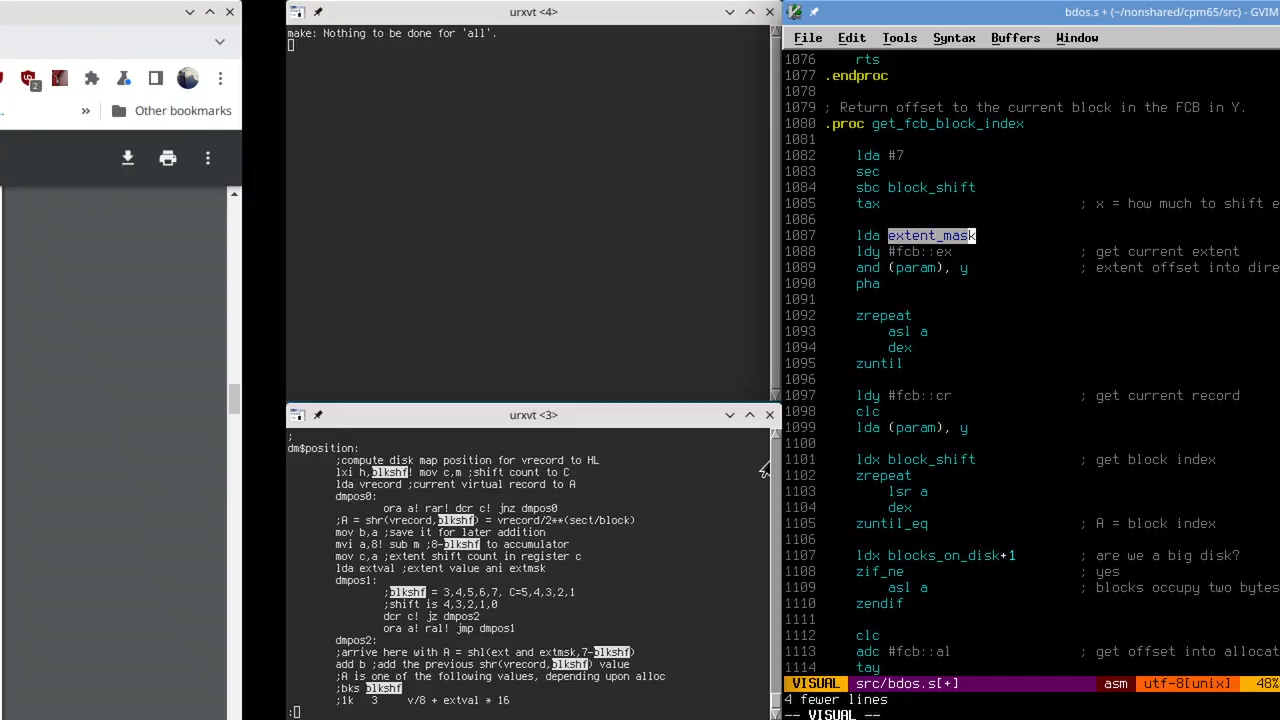 2
Other bookmarks
urxvt <4>
make: Nothing to be done for 'all'.
urxvt <3>
;
dm$position:
;compute disk map position for vrecord to HL
lxi h,blkshf! mov c,m ;shift count to C
lda vrecord ;current virtual record to A
dmpos0:
ora a! rar! dcr c! jnz dmpos0
;A = shr(vrecord,blkshf) = vrecord/2**(sect/block)
mov b,a ;save it for later addition
mvi a,8! sub m ;8-blkshf to accumulator
mov c,a ;extent shift count in register c
lda extval ;extent value ani extmsk
dmpos1:
;blkshf = 3,4,5,6,7, C=5,4,3,2,1
;shift is 4,3,2,1,0
dcr c! jz dmpos2
ora a! ral! jmp dmpos1
dmpos2:
;arrive here with A = shl(ext and extmsk,7-blkshf)
add b ;add the previous shr(vrecord,blkshf) value
;A is one of the following values, depending upon alloc
;bks blkshf
;1k   3     v/8 + extval * 16
:
bdos.s + (~/nonshared/cpm65/src) - GVIM
File Edit Tools Syntax Buffers Window
1076 rts
1077 .endproc
1078
1079 ; Return offset to the current block in the FCB in Y.
1080 .proc get_fcb_block_index
1081
1082 lda #7
1083 sec
1084 sbc block_shift
1085 tax ; x = how much to shift e
1086
1087 lda extent_mask
1088 ldy #fcb::ex ; get current extent
1089 and (param), y ; extent offset into dire
1090 pha
1091
1092 zrepeat
1093 asl a
1094 dex
1095 zuntil
1096
1097 ldy #fcb::cr ; get current record
1098 clc
1099 lda (param), y
1100
1101 ldx block_shift ; get block index
1102 zrepeat
1103 lsr a
1104 dex
1105 zuntil_eq ; A = block index
1106
1107 ldx blocks_on_disk+1 ; are we a big disk?
1108 zif_ne ; yes
1109 asl a ; blocks occupy two bytes
1110 zendif
1111
1112 clc
1113 adc #fcb::al ; get offset into allocat
1114 tay
VISUAL src/bdos.s[+] asm utf-8[unix] 48%
4 fewer lines
-- VISUAL --